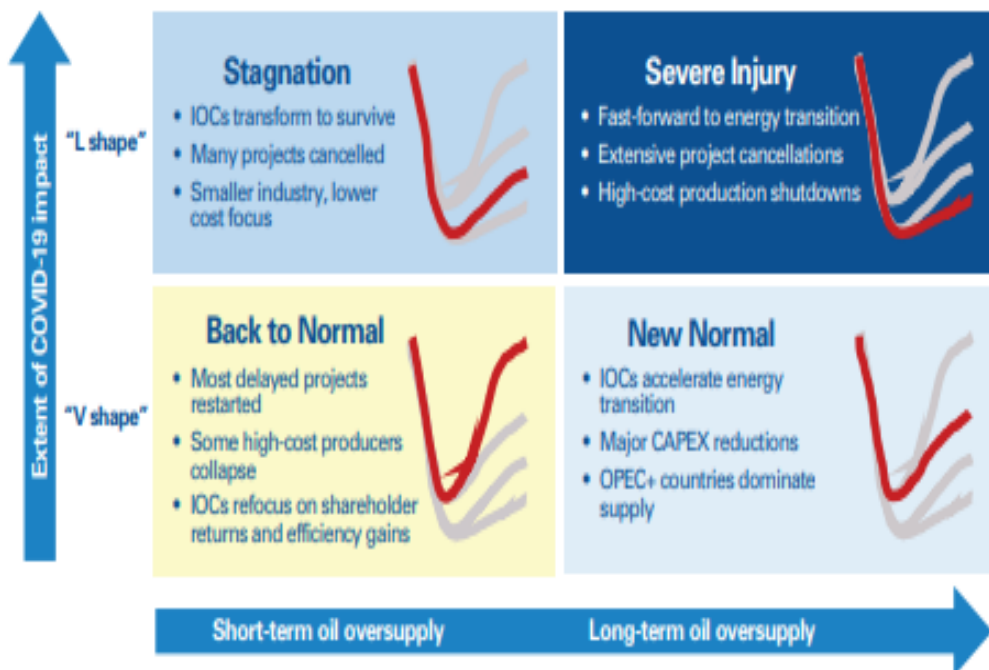 Extent of COVID-19 impact
"L shape"
"V shape"
Stagnation
• IOCs transform to survive
• Many projects cancelled
• Smaller industry, lower
cost focus
Severe Injury
• Fast-forward to energy transition
• Extensive project cancellations
• High-cost production shutdowns
Back to Normal
• Most delayed projects
restarted
• Some high-cost producers
collapse
• IOCs refocus on shareholder
returns and efficiency gains
New Normal
• IOCs accelerate energy
transition
• Major CAPEX reductions
• OPEC+ countries dominate
supply
Short-term oil oversupply
Long-term oil oversupply